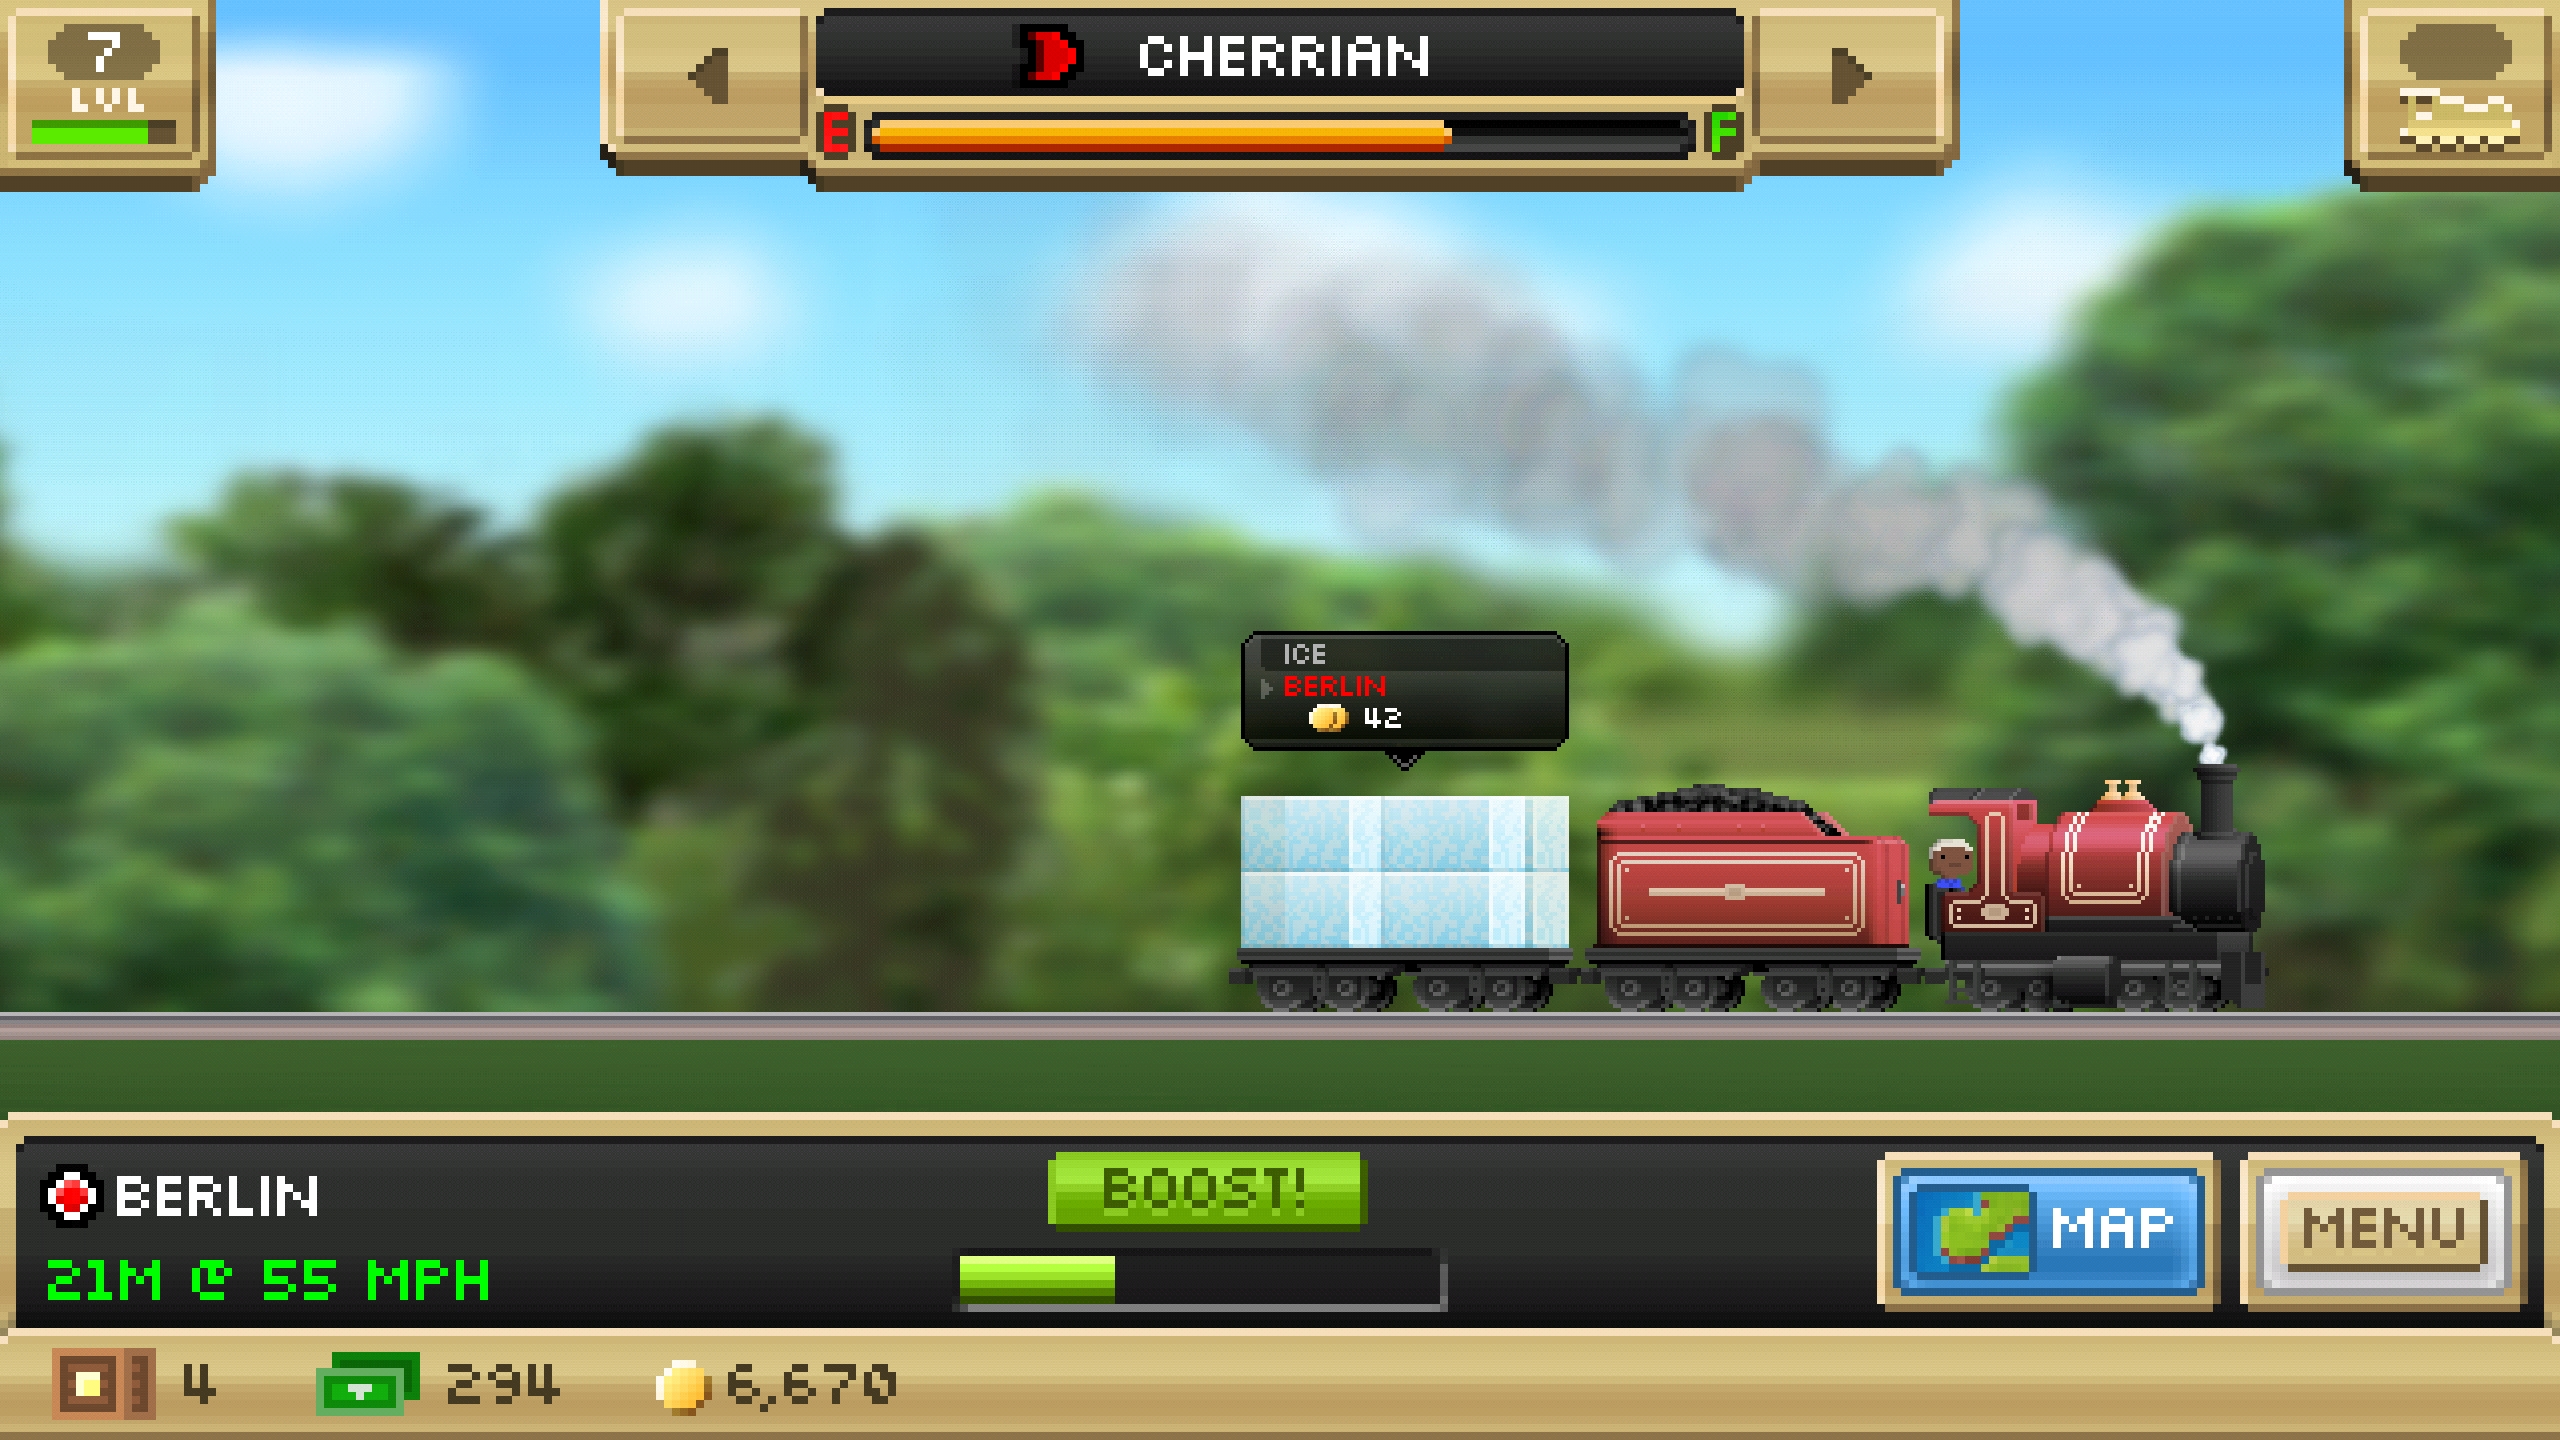 7
LVL
CHERRIAN
E F
ICE
BERLIN
42
BERLIN
21M @ 55 MPH
BOOST!
MAP
MENU
4 294 6,670